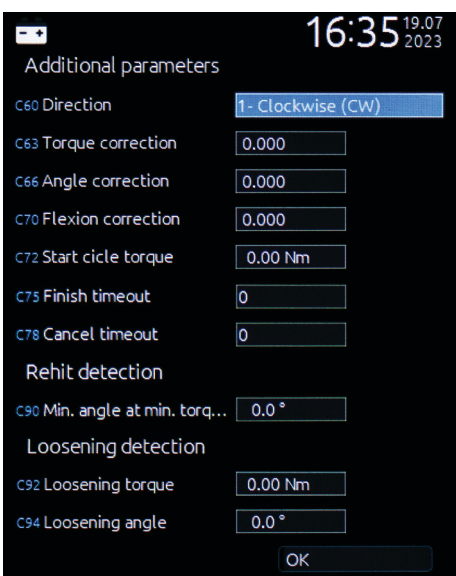 16:35 19.07 2023
Additional parameters
C60 Direction 1- Clockwise (CW)
C63 Torque correction 0.000
C66 Angle correction 0.000
C70 Flexion correction 0.000
C72 Start cicle torque 0.00 Nm
C75 Finish timeout 0
C78 Cancel timeout 0
Rehit detection
C90 Min. angle at min. torq... 0.0 °
Loosening detection
C92 Loosening torque 0.00 Nm
C94 Loosening angle 0.0 °
OK